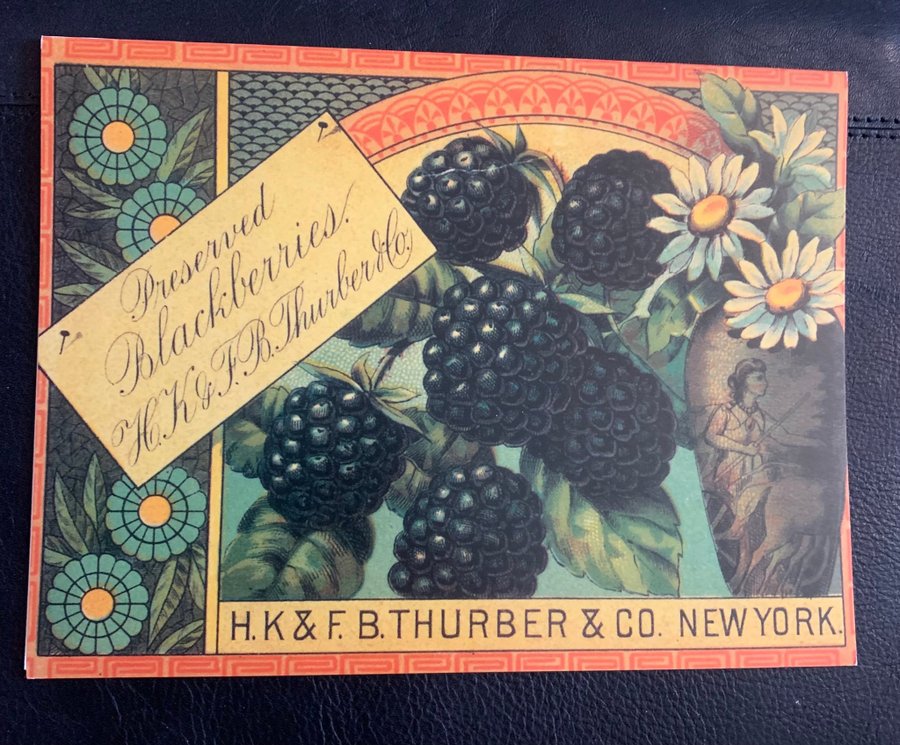 Preserved
Blackberries.
H.K & F.B. Thurber & Co.
H.K & F. B. THURBER & CO. NEW YORK.